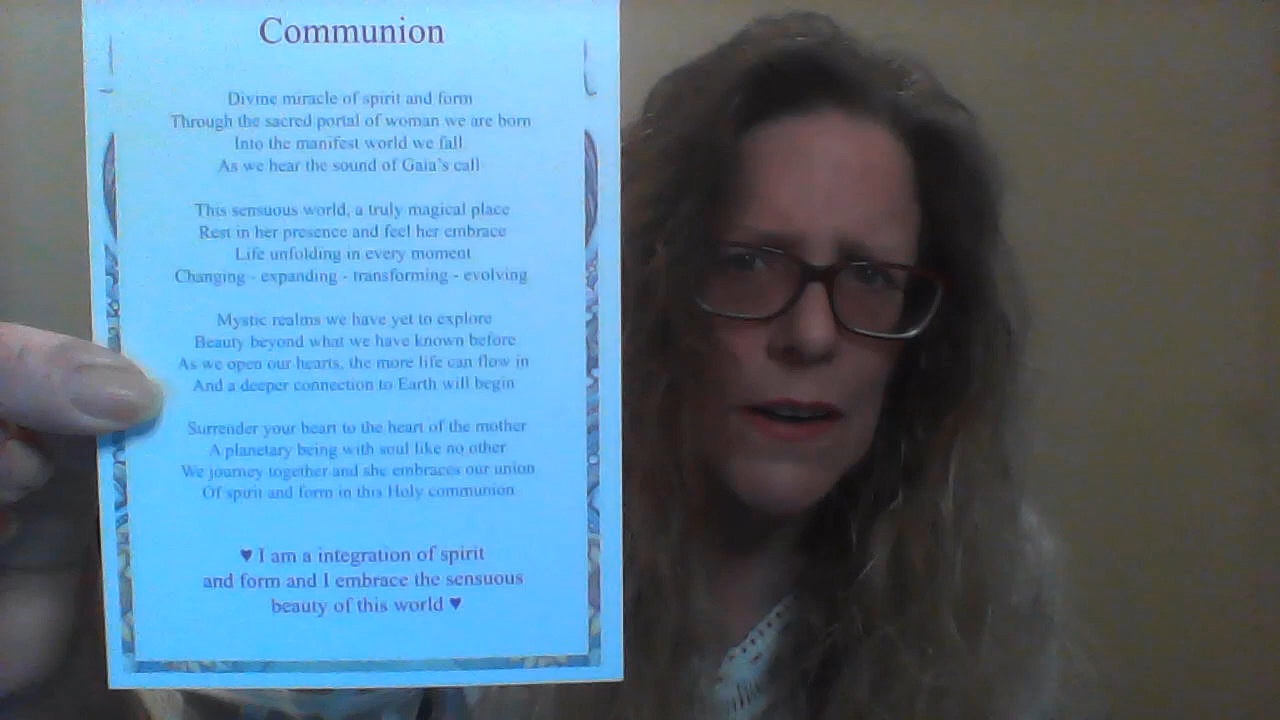 Communion
Divine miracle of spirit and form
Through the sacred portal of woman we are born
Into the manifest world we fall
As we hear the sound of Gaia's call
This sensuous world, a truly magical place
Rest in her presence and feel her embrace
Life unfolding in every moment
Changing - expanding - transforming - evolving
Mystic realms we have yet to explore
Beauty beyond what we have known before
As we open our hearts, the more life can flow in
And a deeper connection to Earth will begin
Surrender your heart to the heart of the mother
A planetary being with soul like no other
We journey together and she embraces our union
Of spirit and form in this Holy communion
♥ I am a integration of spirit
and form and I embrace the sensuous
beauty of this world ♥